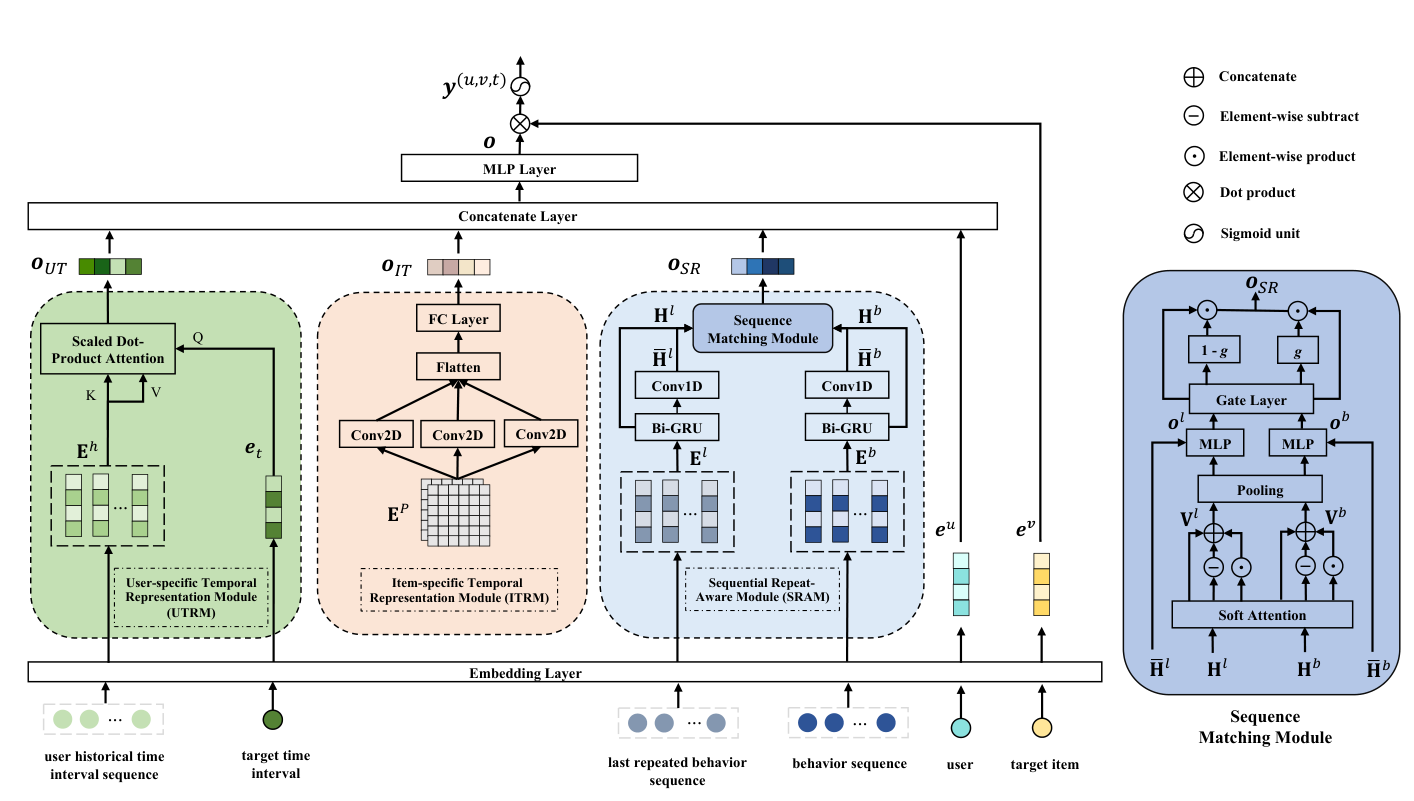 y^(u,v,t)
o
MLP Layer
Concatenate Layer
o_UT
o_IT
o_SR
Scaled Dot-
Product Attention
Q
K
V
E^h
e_t
User-specific Temporal
Representation Module
(UTRM)
FC Layer
Flatten
Conv2D
Conv2D
Conv2D
E^P
Item-specific Temporal
Representation Module (ITRM)
H^l
Sequence
Matching Module
H^b
H̅^l
H̅^b
Conv1D
Conv1D
Bi-GRU
Bi-GRU
E^l
E^b
Sequential Repeat-
Aware Module (SRAM)
e^u
e^v
Embedding Layer
user historical time
interval sequence
target time
interval
last repeated behavior
sequence
behavior sequence
user
target item
Concatenate
Element-wise subtract
Element-wise product
Dot product
Sigmoid unit
o_SR
1 - g
g
Gate Layer
o^l
o^b
MLP
MLP
Pooling
V^l
V^b
Soft Attention
H̅^l
H^l
H^b
H̅^b
Sequence
Matching Module